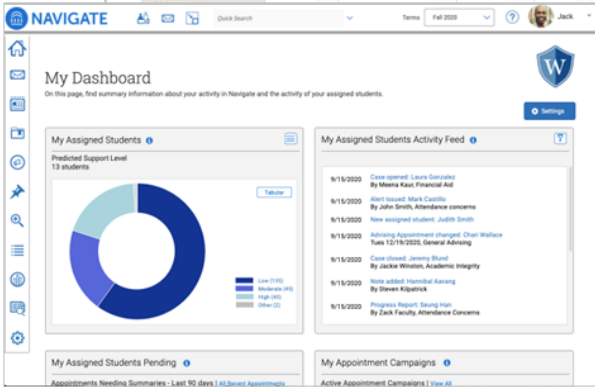 NAVIGATE
Quick Search
Terms Fall 2020
? Jack
W
My Dashboard
On this page, find summary information about your activity in Navigate and the activity of your assigned students.
Settings
My Assigned Students
Predicted Support Level
13 students
Tabular
Low (135)
Moderate (45)
High (45)
Other (2)
My Assigned Students Activity Feed
9/15/2020 Case opened: Laura Gonzalez
By Meena Kaur, Financial Aid
9/15/2020 Alert Issued: Mark Castillo
By John Smith, Attendance concerns
9/15/2020 New assigned student: Judith Smith
9/15/2020 Advising Appointment changed: Chari Wallace
Tues 12/19/2020, General Advising
9/15/2020 Case closed: Jeremy Blund
By Jackie Winston, Academic Integrity
9/15/2020 Note added: Hannibal Aavang
By Steven Kilpatrick
9/15/2020 Progress Report: Seung Han
By Zack Faculty, Attendance Concerns
My Assigned Students Pending
Appointments Needing Summaries - Last 90 days | All Recent Appointments
My Appointment Campaigns
Active Appointment Campaigns | View All